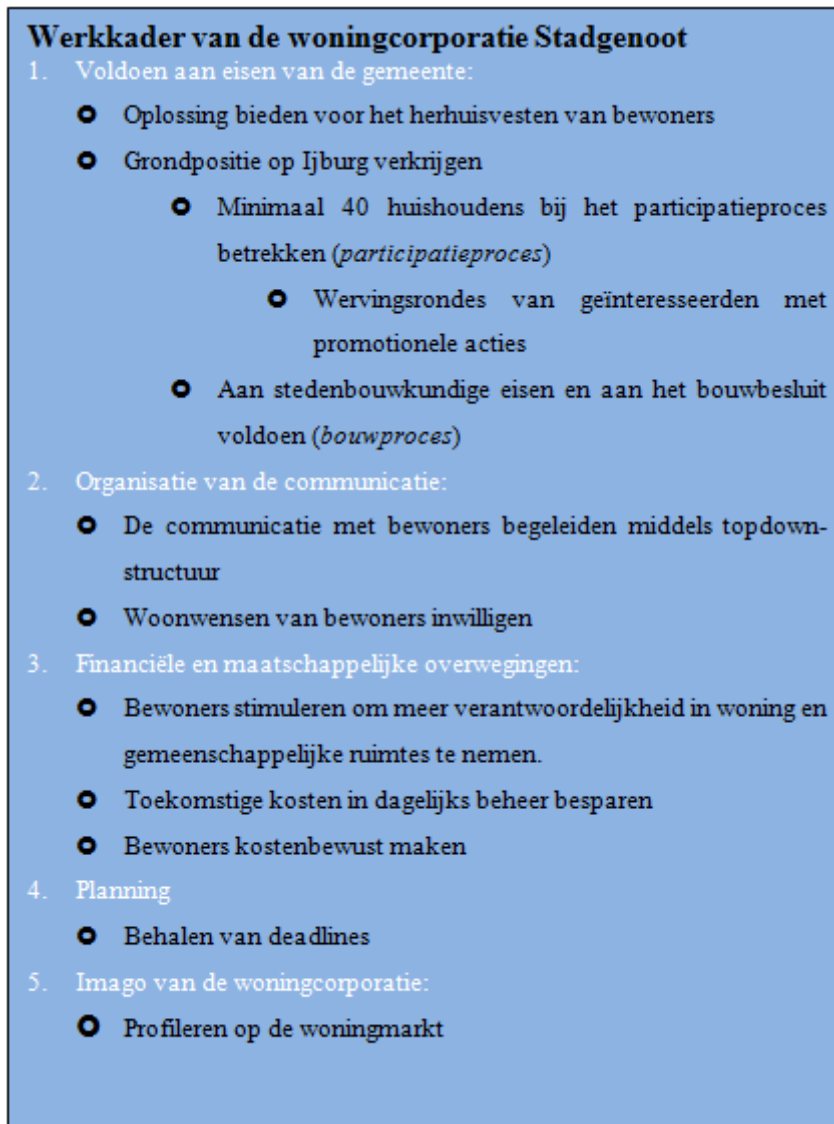 Werkkader van de woningcorporatie Stadgenoot
1. Voldoen aan eisen van de gemeente:
Oplossing bieden voor het herhuisvesten van bewoners
Grondpositie op Ijburg verkrijgen
Minimaal 40 huishoudens bij het participatieproces
betrekken (participatieproces)
Wervingsrondes van geïnteresseerden met
promotionele acties
Aan stedenbouwkundige eisen en aan het bouwbesluit
voldoen (bouwproces)
2. Organisatie van de communicatie:
De communicatie met bewoners begeleiden middels topdown-
structuur
Woonwensen van bewoners inwilligen
3. Financiële en maatschappelijke overwegingen:
Bewoners stimuleren om meer verantwoordelijkheid in woning en
gemeenschappelijke ruimtes te nemen.
Toekomstige kosten in dagelijks beheer besparen
Bewoners kostenbewust maken
4. Planning
Behalen van deadlines
5. Imago van de woningcorporatie:
Profileren op de woningmarkt